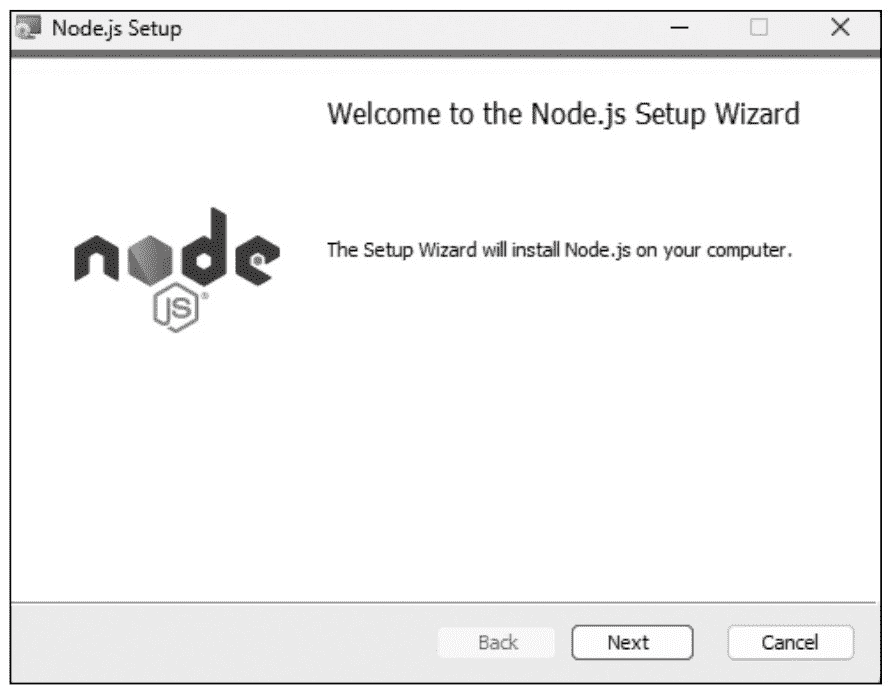 Node.js Setup
Welcome to the Node.js Setup Wizard
The Setup Wizard will install Node.js on your computer.
node
JS®
Back
Next
Cancel